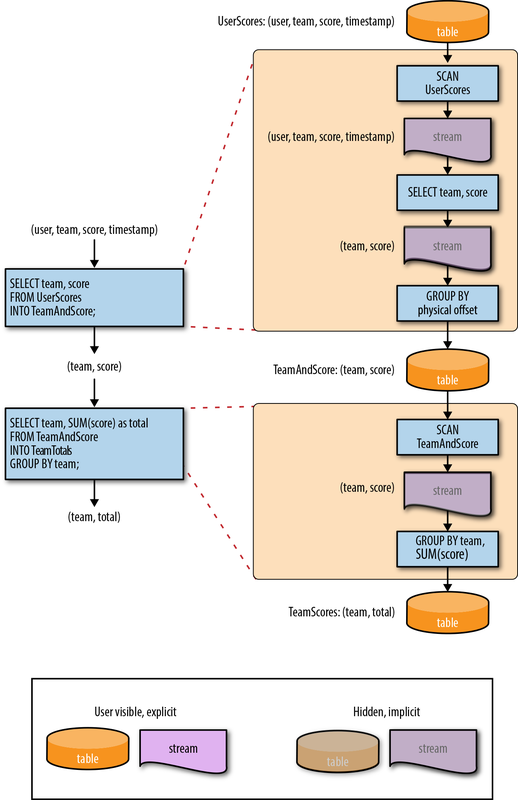 UserScores: (user, team, score, timestamp)
table
SCAN
UserScores
(user, team, score, timestamp)
stream
SELECT team, score
(team, score)
stream
GROUP BY
physical offset
(user, team, score, timestamp)
SELECT team, score
FROM UserScores
INTO TeamAndScore;
(team, score)
TeamAndScore: (team, score)
table
SELECT team, SUM(score) as total
FROM TeamAndScore
INTO TeamTotals
GROUP BY team;
(team, total)
SCAN
TeamAndScore
(team, score)
stream
GROUP BY team,
SUM(score)
TeamScores: (team, total)
table
User visible, explicit
table
stream
Hidden, implicit
table
stream